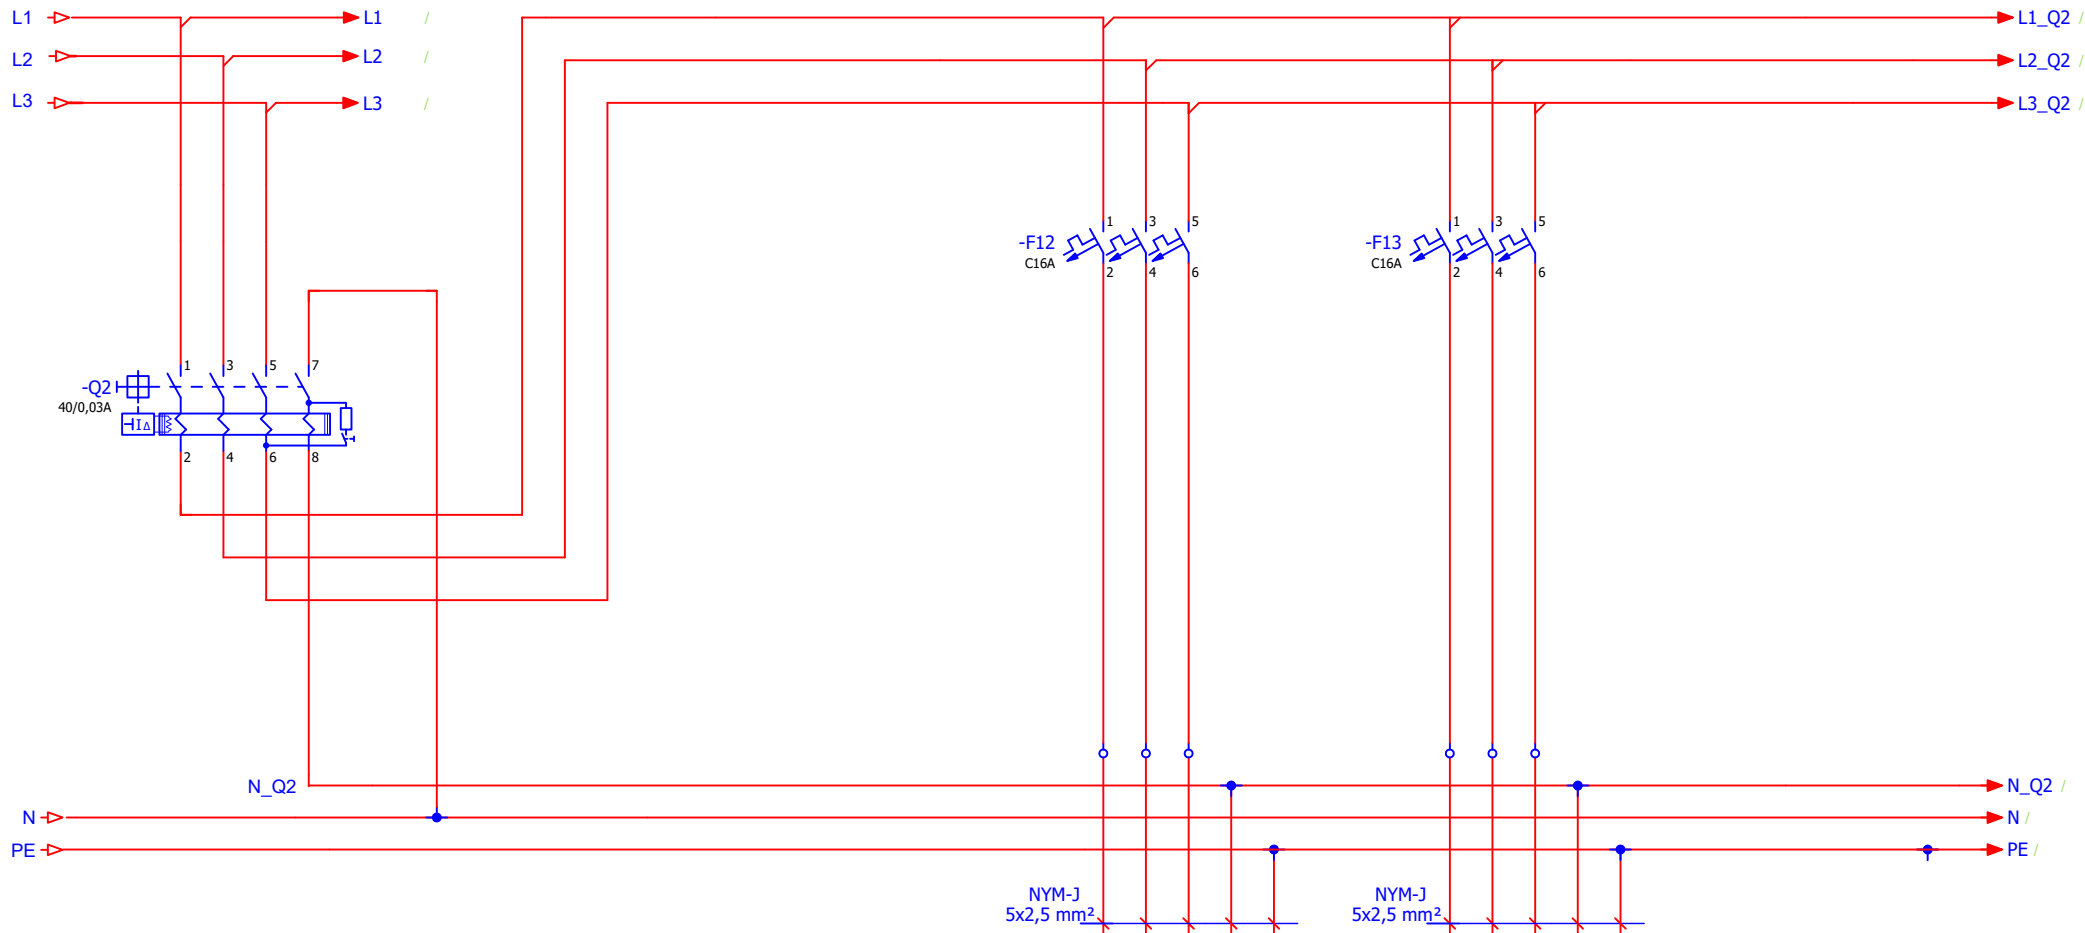 L1
L1 /
L1_Q2 /
L2
L2 /
L2_Q2 /
L3
L3 /
L3_Q2 /
1 3 5
-F12
C16A
2 4 6
1 3 5
-F13
C16A
2 4 6
1 3 5 7
-Q2
40/0,03A
I Δ
2 4 6 8
N_Q2
N_Q2 /
N
N /
PE
PE /
NYM-J
5x2,5 mm²
NYM-J
5x2,5 mm²